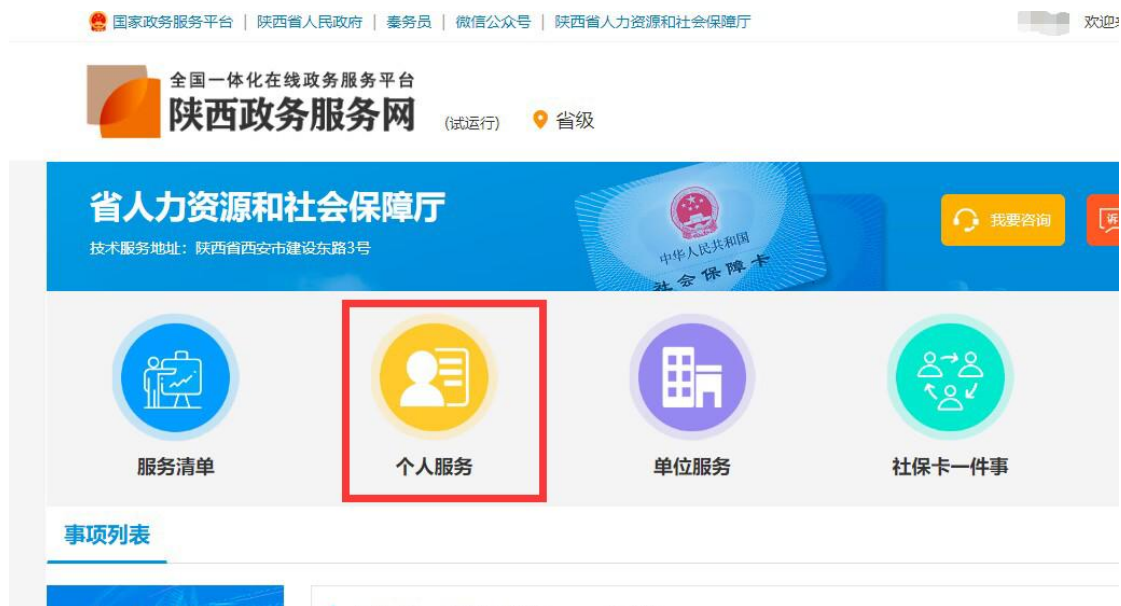 国家政务服务平台 | 陕西省人民政府 | 秦务员 | 微信公众号 | 陕西省人力资源和社会保障厅 欢迎
全国一体化在线政务服务平台
陕西政务服务网 (试运行) 省级
省人力资源和社会保障厅
技术服务地址：陕西省西安市建设东路3号
中华人民共和国
社会保障卡
我要咨询
服务清单 个人服务 单位服务 社保卡一件事
事项列表